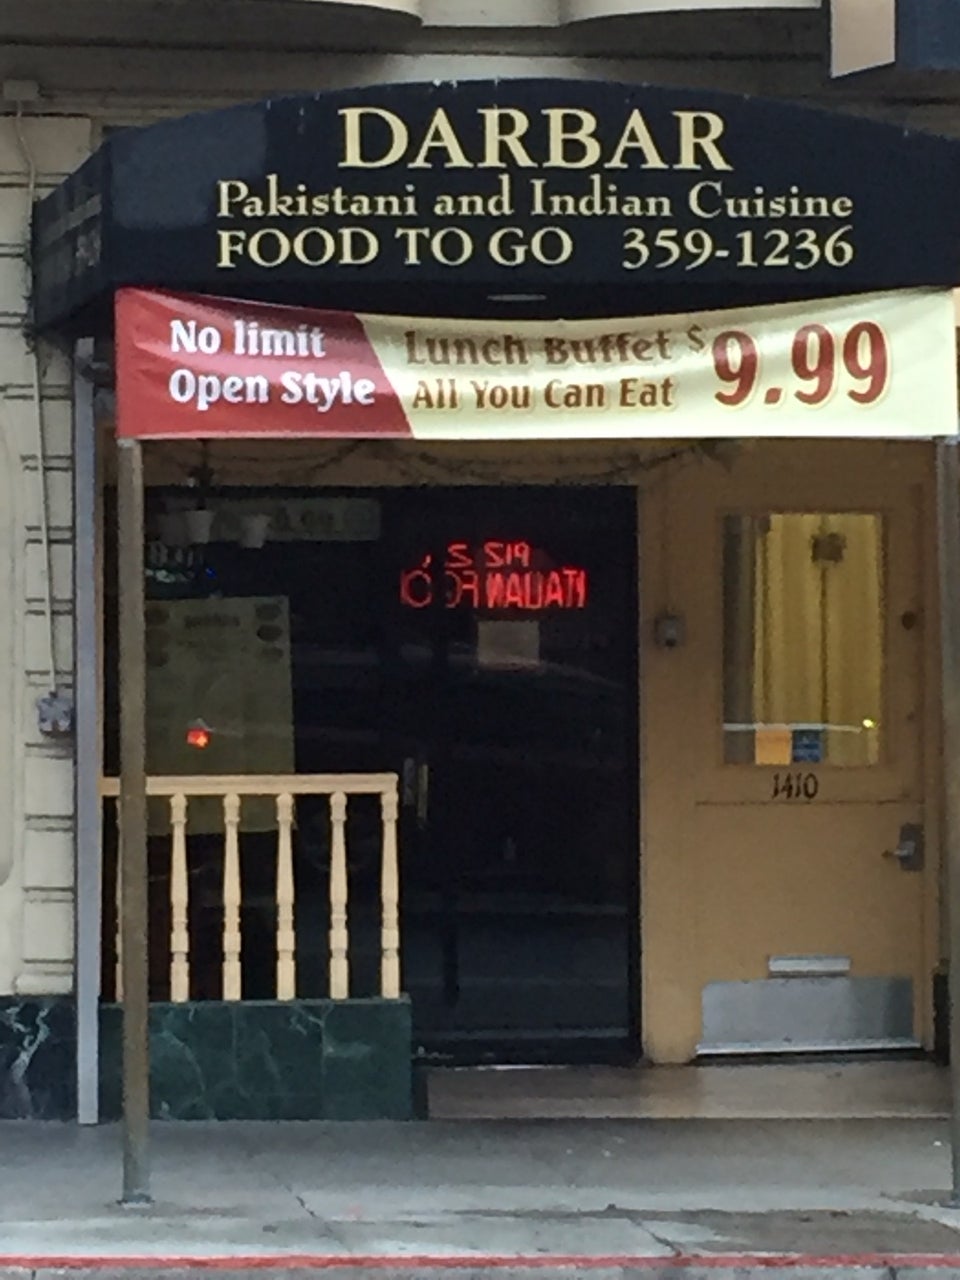 DARBAR
Pakistani and Indian Cuisine
FOOD TO GO 359-1236
No limit
Open Style
Lunch Buffet $9.99
All You Can Eat
ITALIAN
1410